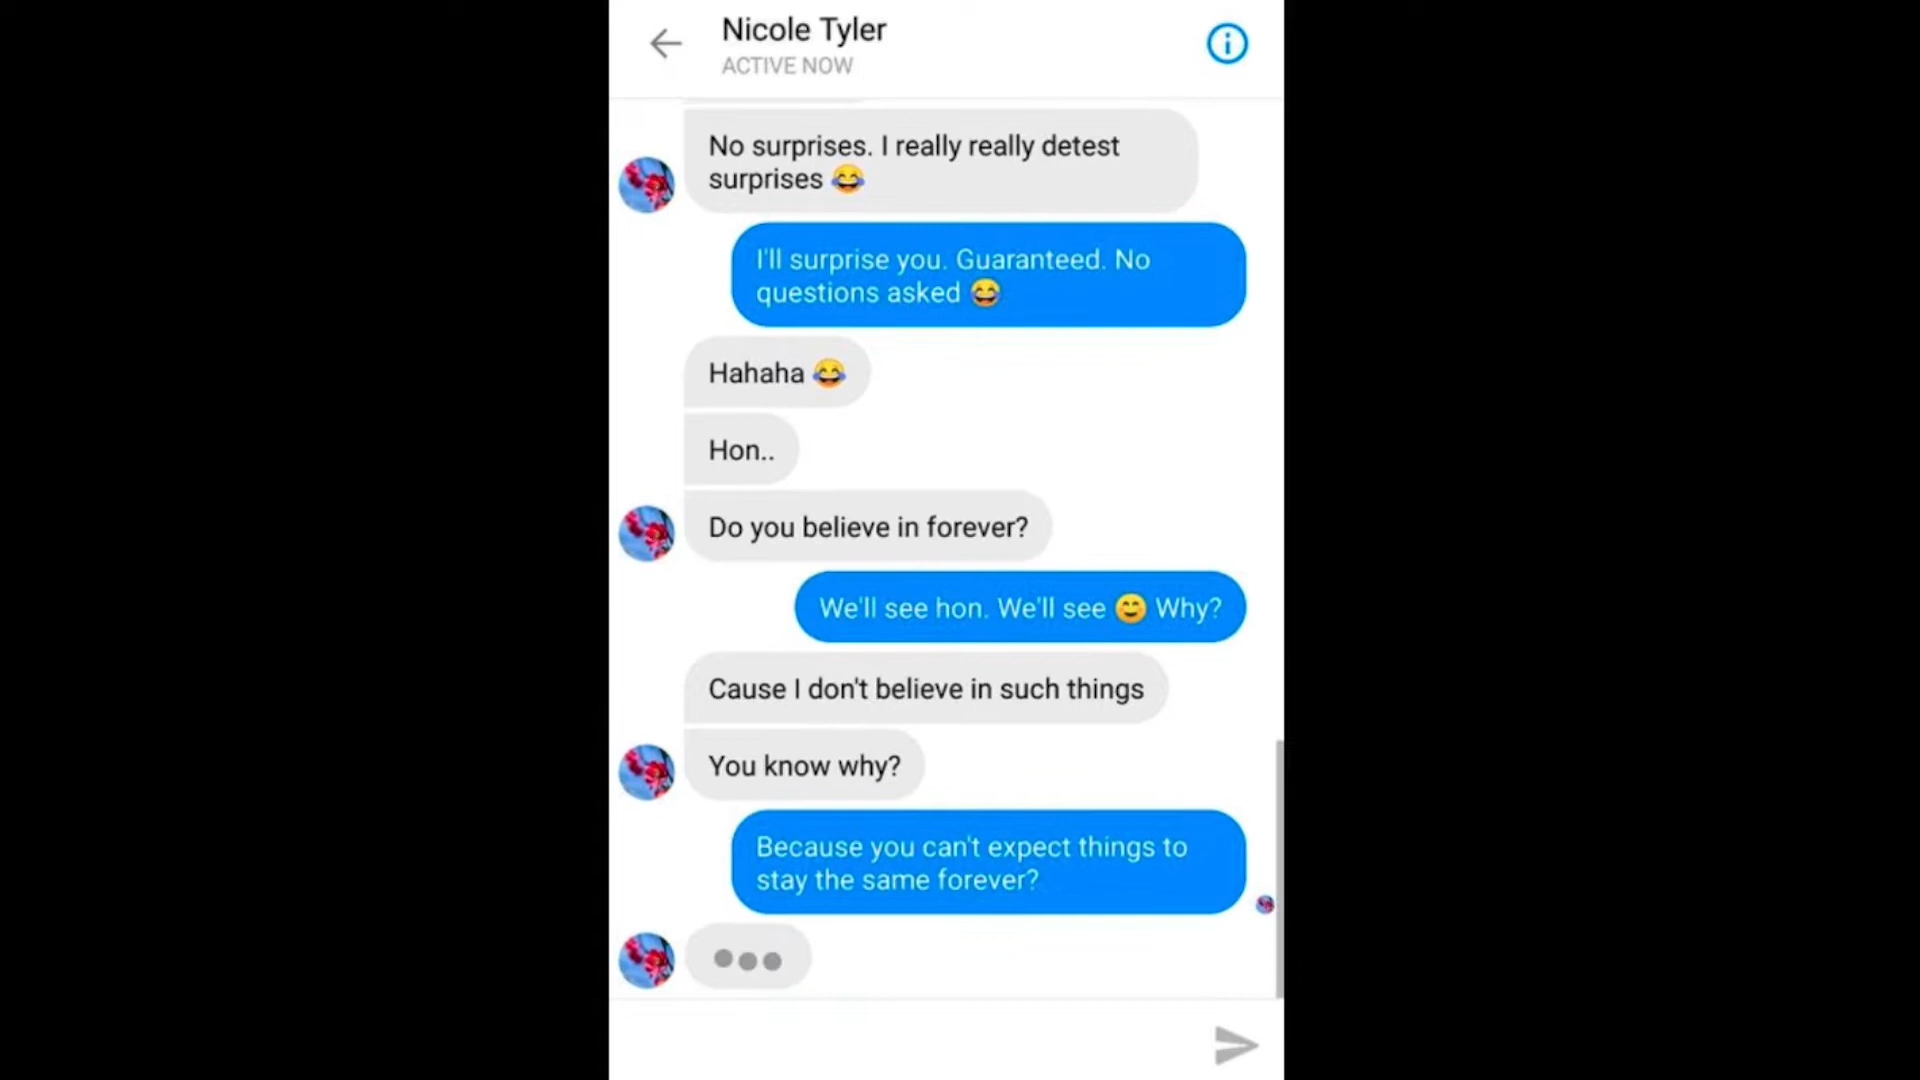 Nicole Tyler
ACTIVE NOW
No surprises. I really really detest
surprises 😂
I'll surprise you. Guaranteed. No
questions asked 😂
Hahaha 😂
Hon..
Do you believe in forever?
We'll see hon. We'll see 😊 Why?
Cause I don't believe in such things
You know why?
Because you can't expect things to
stay the same forever?